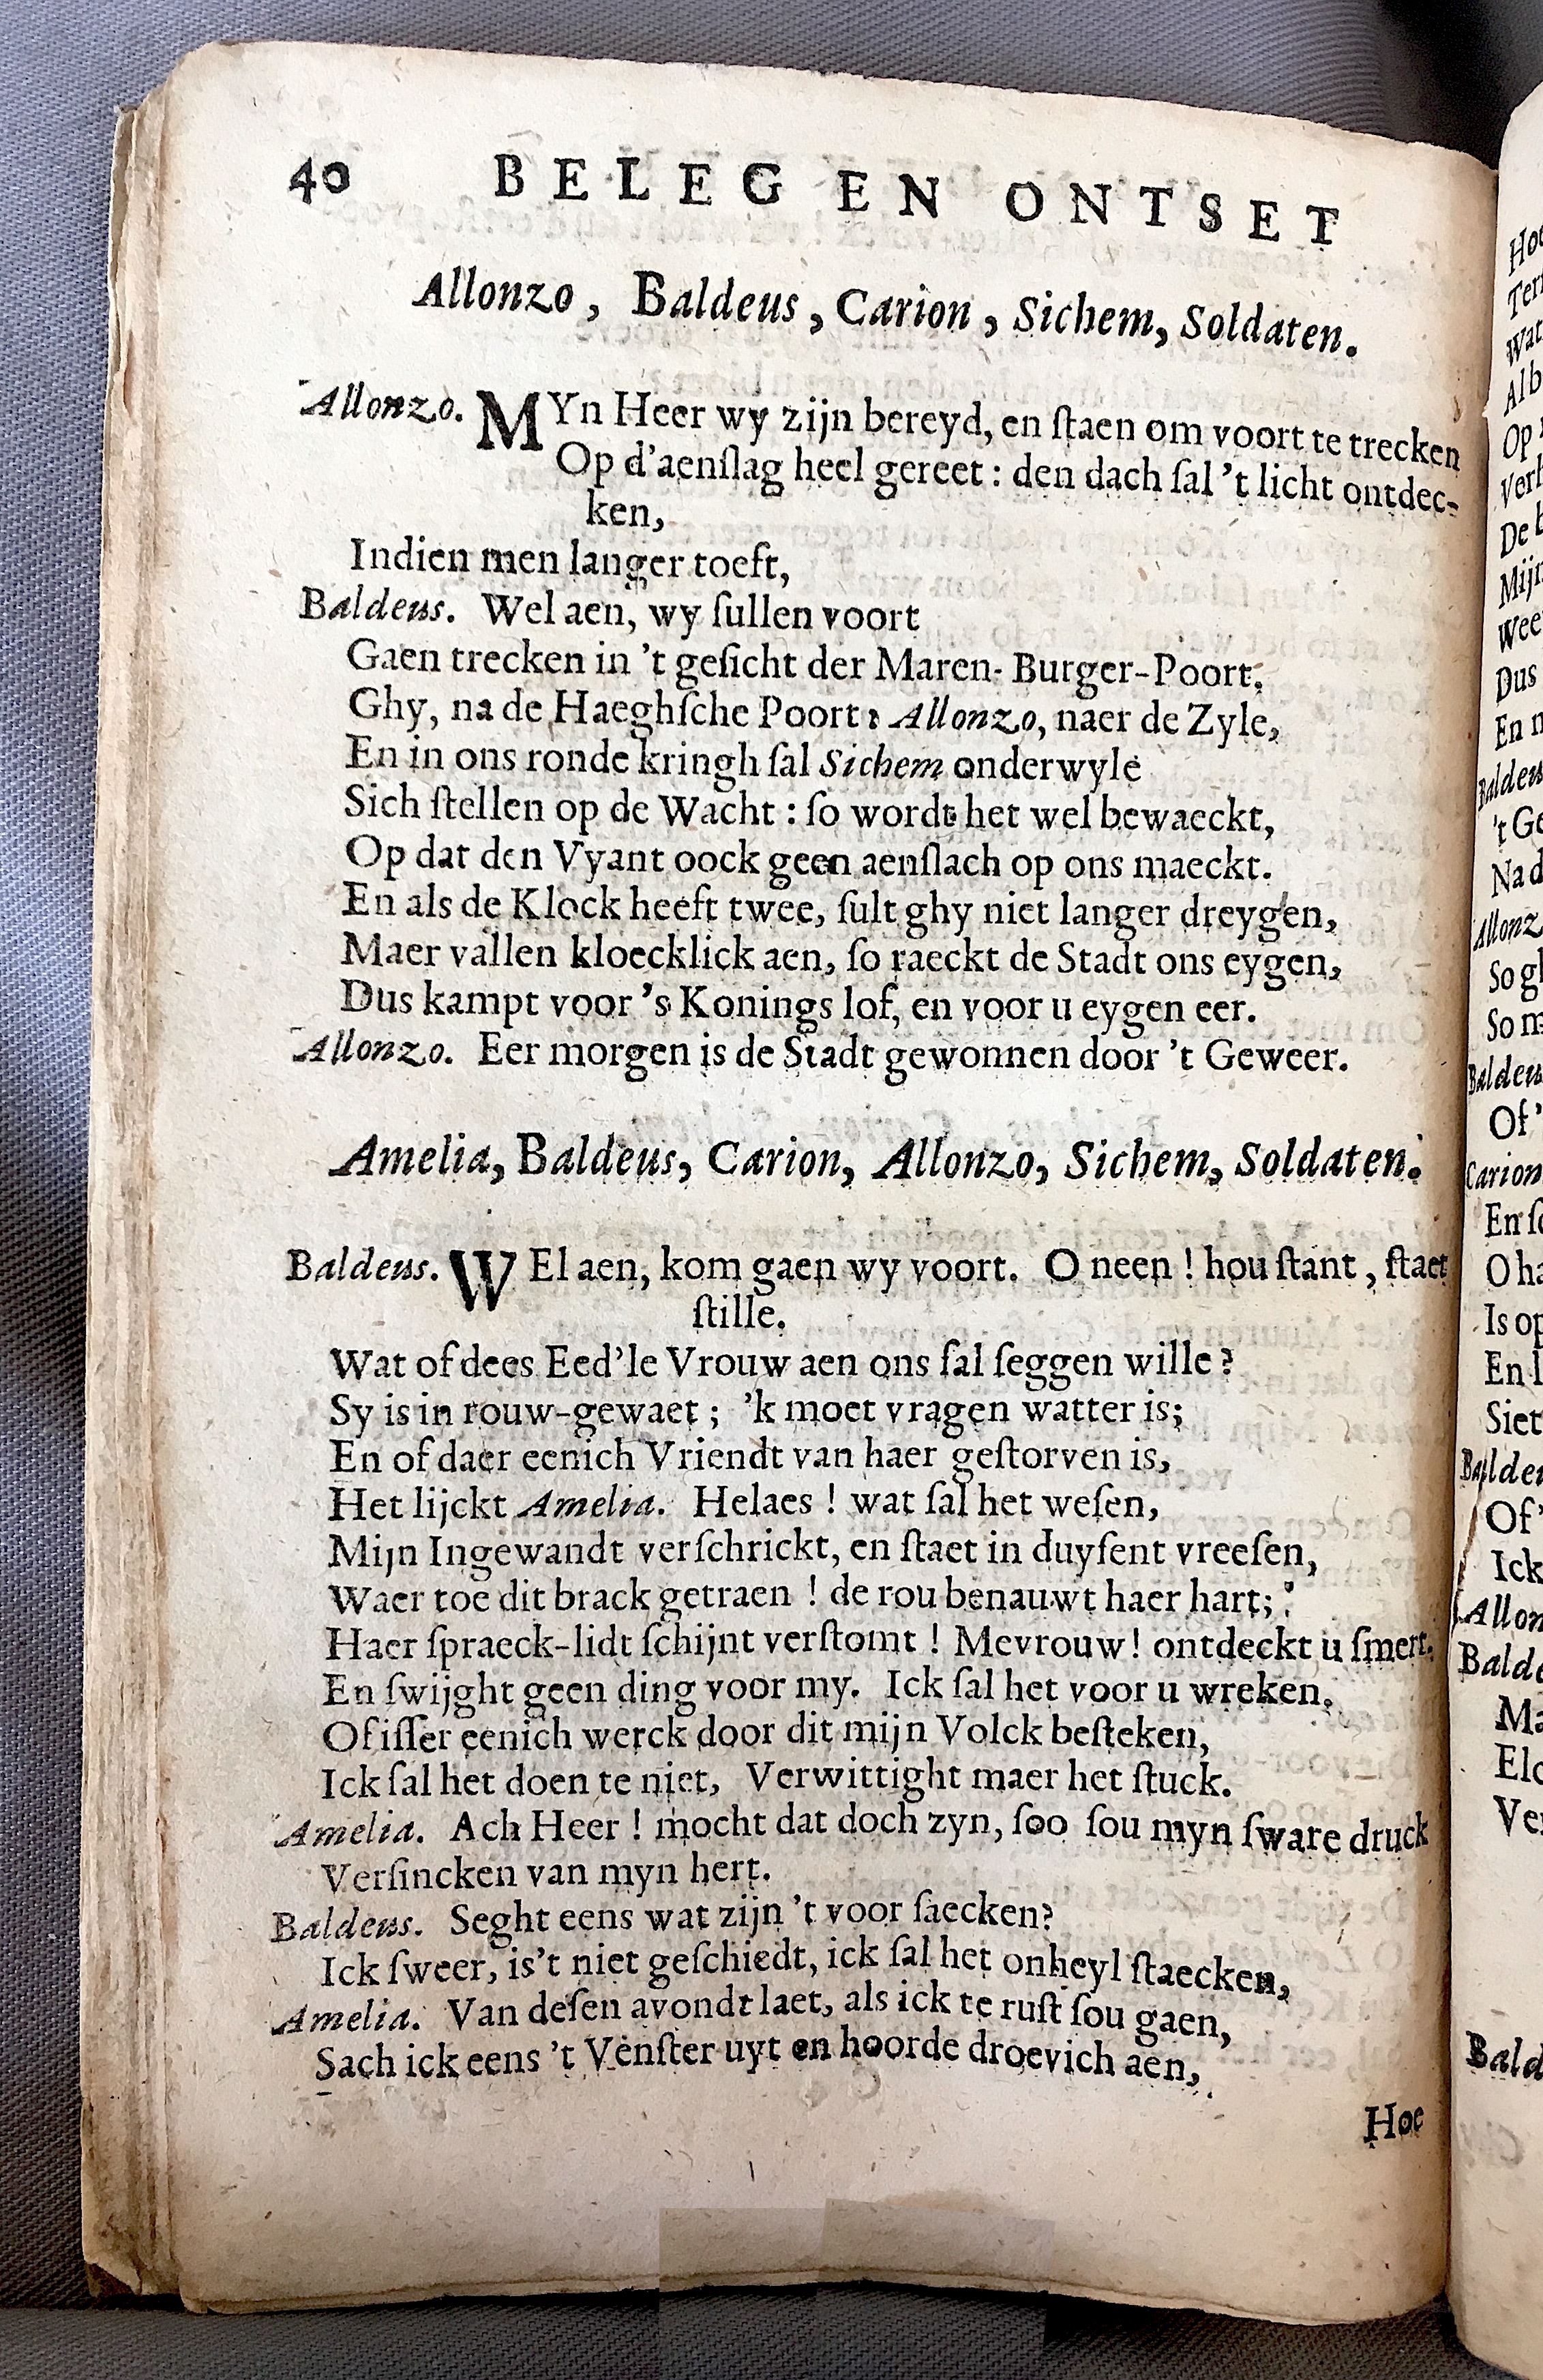 40 BELEG EN ONTSET
Allonzo, Baldeus, Carion, Sichem, Soldaten.
Allonzo. MYn Heer wy zijn bereyd, en ſtaen om voort te trecken
Op d'aenſlag heel gereet: den dach ſal 't licht ontdec-
ken,
Indien men langer toeft,
Baldeus. Wel aen, wy ſullen voort
Gaen trecken in 't geſicht der Maren-Burger-Poort.
Ghy, na de Haeghſche Poort: Allonzo, naer de Zyle,
En in ons ronde kringh ſal Sichem onderwyle
Sich ſtellen op de Wacht: ſo wordt het wel bewaeckt,
Op dat den Vyant oock geen aenſlach op ons maeckt.
En als de Klock heeft twee, ſult ghy niet langer dreygen,
Maer vallen kloecklick aen, ſo raeckt de Stadt ons eygen,
Dus kampt voor 's Konings lof, en voor u eygen eer.
Allonzo. Eer morgen is de Stadt gewonnen door 't Geweer.
Amelia, Baldeus, Carion, Allonzo, Sichem, Soldaten.
Baldeus. WEl aen, kom gaen wy voort. O neen! hou ſtant, ſtaet
ſtille.
Wat of dees Eed'le Vrouw aen ons ſal ſeggen wille?
Sy is in rouw-gewaet; 'k moet vragen watter is;
En of daer eenich Vriendt van haer geſtorven is,
Het lijckt Amelia. Helaes! wat ſal het weſen,
Mijn Ingewandt verſchrickt, en ſtaet in duyſent vreeſen,
Waer toe dit brack getraen! de rou benauwt haer hart;
Haer ſpraeck-lidt ſchijnt verſtomt! Mevrouw! ontdeckt u ſmert.
En ſwijght geen ding voor my. Ick ſal het voor u wreken,
Of iſſer eenich werck door dit mijn Volck beſteken,
Ick ſal het doen te niet, Verwittight maer het ſtuck.
Amelia. Ach Heer! mocht dat doch zyn, ſoo ſou myn ſware druck
Verſincken van myn hert.
Baldeus. Seght eens wat zijn 't voor ſaecken?
Ick ſweer, is't niet geſchiedt, ick ſal het onheyl ſtaecken,
Amelia. Van deſen avondt laet, als ick te ruſt ſou gaen,
Sach ick eens 't Venſter uyt en hoorde droevich aen,
Hoe